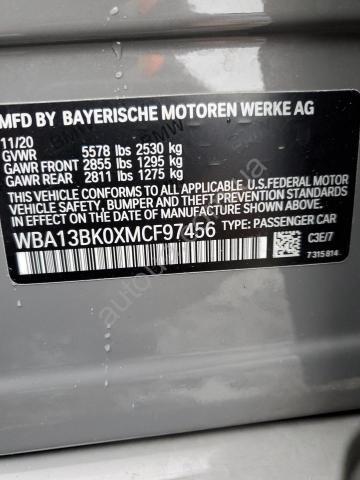 MFD BY BAYERISCHE MOTOREN WERKE AG
11/20
GVWR 5578 lbs 2530 kg
GAWR FRONT 2855 lbs 1295 kg
GAWR REAR 2811 lbs 1275 kg
THIS VEHICLE CONFORMS TO ALL APPLICABLE U.S.FEDERAL MOTOR
VEHICLE SAFETY, BUMPER, AND THEFT PREVENTION STANDARDS
IN EFFECT ON THE DATE OF MANUFACTURE SHOWN ABOVE.
WBA13BK0XMCF97456 TYPE: PASSENGER CAR
C3E/7
7315814